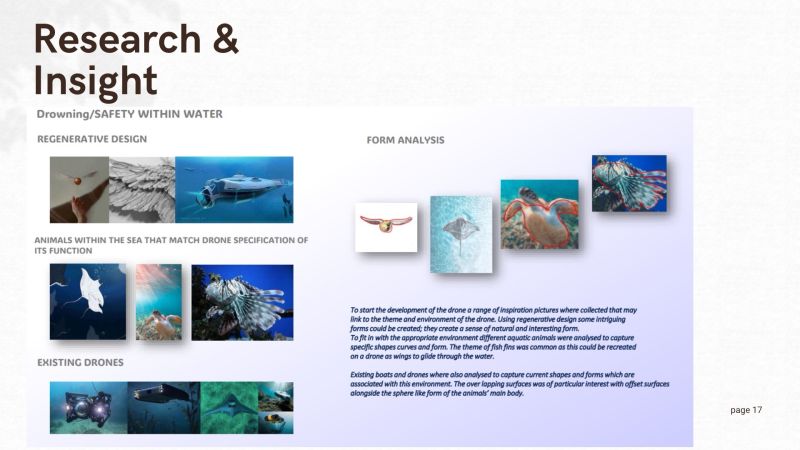 Research &
Insight
Drowning/SAFETY WITHIN WATER
REGENERATIVE DESIGN
ANIMALS WITHIN THE SEA THAT MATCH DRONE SPECIFICATION OF
ITS FUNCTION
EXISTING DRONES
FORM ANALYSIS
To start the development of the drone a range of inspiration pictures where collected that may
link to the theme and environment of the drone. Using regenerative design some intriguing
forms could be created; they create a sense of natural and interesting form.
To fit in with the appropriate environment different aquatic animals were analysed to capture
specific shapes curves and form. The theme of fish fins was common as this could be recreated
on a drone as wings to glide through the water.
Existing boats and drones where also analysed to capture current shapes and forms which are
associated with this environment. The over lapping surfaces was of particular interest with offset surfaces
alongside the sphere like form of the animals' main body.
page 17